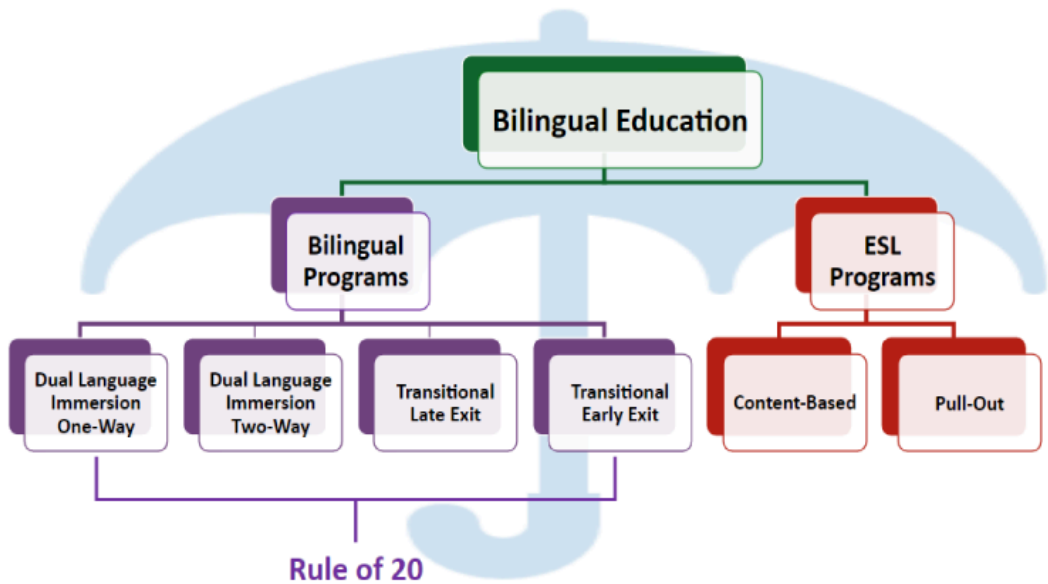 Bilingual Education
Bilingual
Programs
ESL
Programs
Dual Language
Immersion
One-Way
Dual Language
Immersion
Two-Way
Transitional
Late Exit
Transitional
Early Exit
Content-Based
Pull-Out
Rule of 20